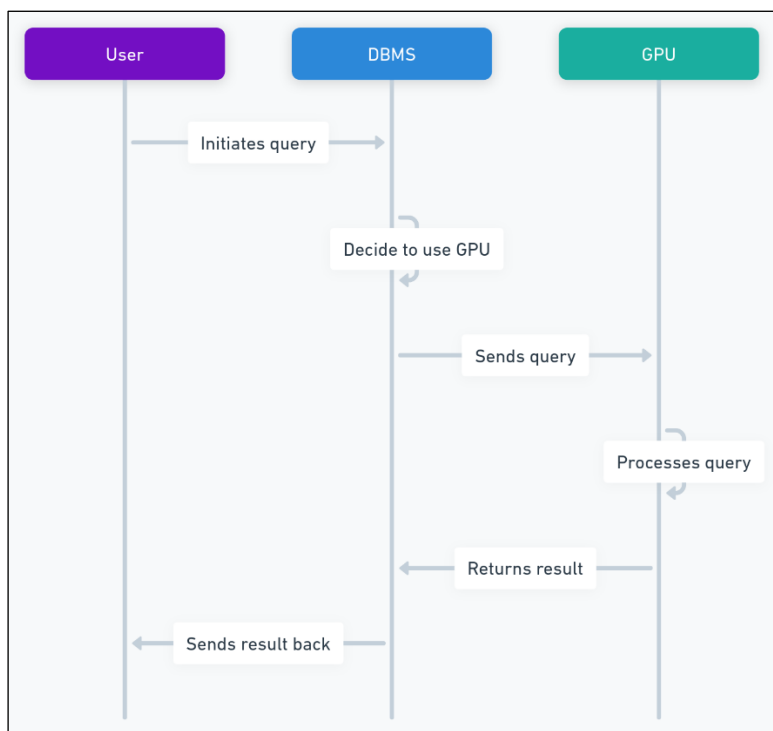 User
DBMS
GPU
Initiates query
Decide to use GPU
Sends query
Processes query
Returns result
Sends result back